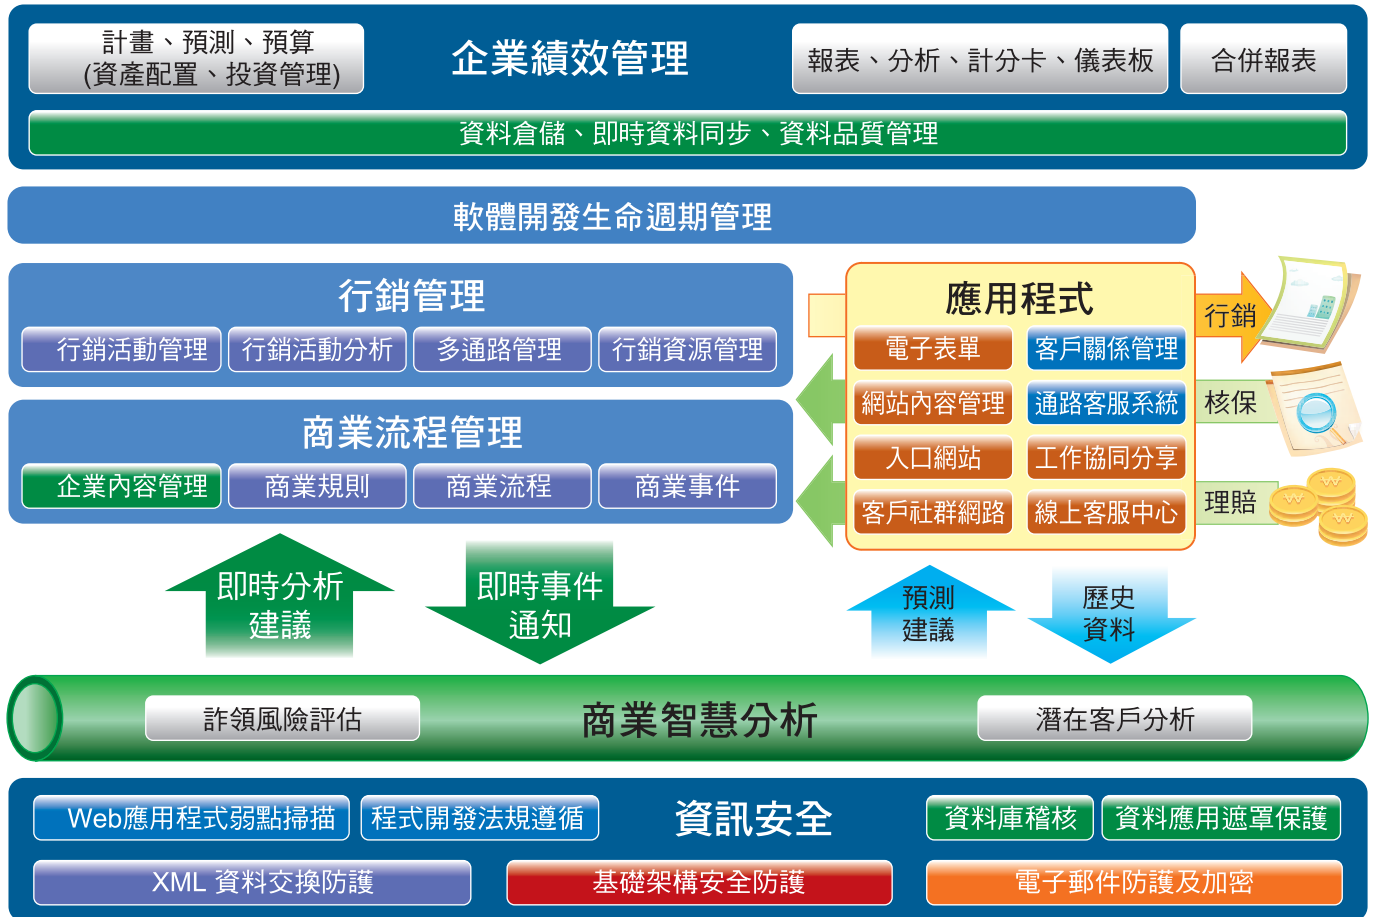 計畫、預測、預算
(資產配置、投資管理)
企業績效管理
報表、分析、計分卡、儀表板
合併報表
資料倉儲、即時資料同步、資料品質管理
軟體開發生命週期管理
行銷管理
行銷活動管理
行銷活動分析
多通路管理
行銷資源管理
商業流程管理
企業內容管理
商業規則
商業流程
商業事件
應用程式
電子表單
客戶關係管理
網站內容管理
通路客服系統
入口網站
工作協同分享
客戶社群網路
線上客服中心
行銷
核保
理賠
₩
₩
₩
即時分析
建議
即時事件
通知
預測
建議
歷史
資料
詐領風險評估
商業智慧分析
潛在客戶分析
Web應用程式弱點掃描
程式開發法規遵循
資訊安全
資料庫稽核
資料應用遮罩保護
XML 資料交換防護
基礎架構安全防護
電子郵件防護及加密